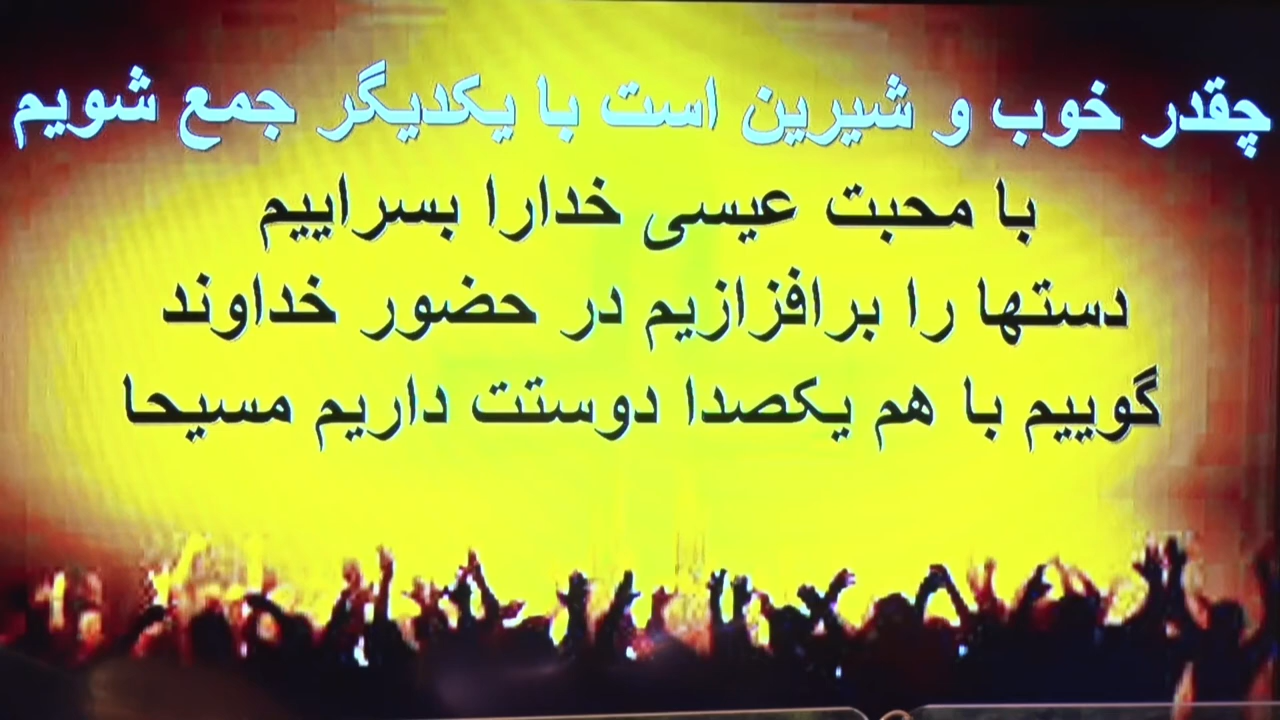 چقدر خوب و شیرین است با یکدیگر جمع شویم
با محبت عیسی خدارا بسراییم
دستها را برافزازیم در حضور خداوند
گوییم با هم یکصدا دوستت داریم مسیحا